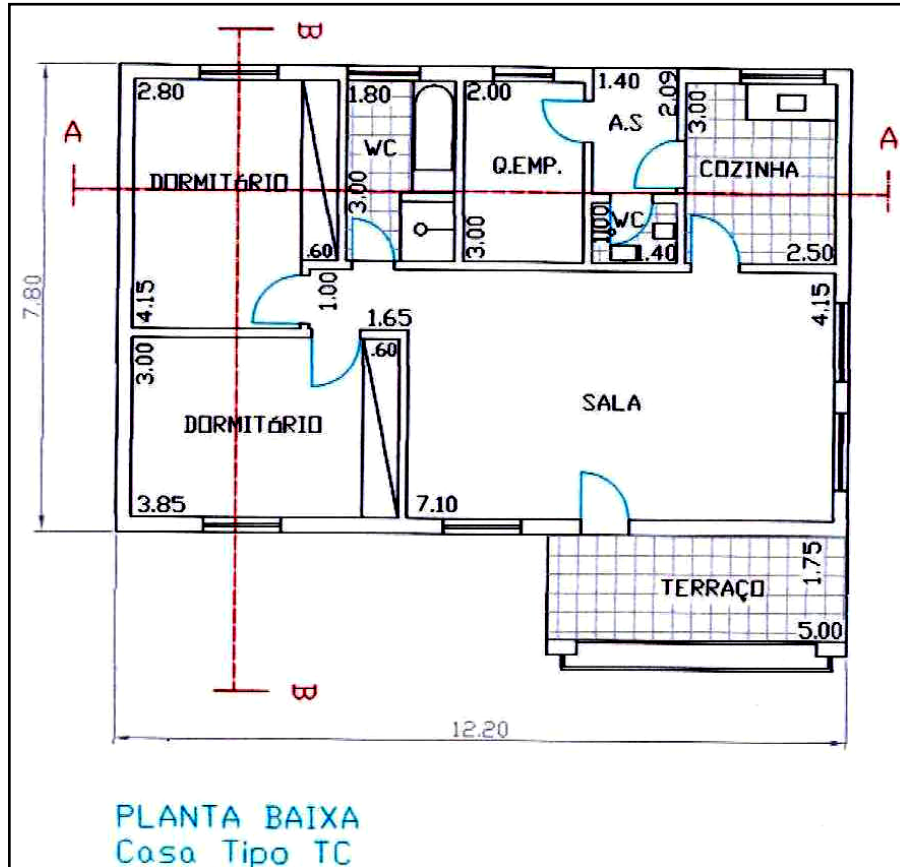 B
2.80
1.80
2.00
1.40
2.09
3.00
A
A
A.S
WC
DORMITóRIO
Q.EMP.
COZINHA
3.00
3.00
1.00
WC
.60
1.40
2.50
7.80
4.15
1.00
1.65
4.15
3.00
.60
SALA
DORMITóRIO
3.85
7.10
1.75
TERRAÇO
5.00
B
12.20
PLANTA BAIXA
Casa Tipo TC